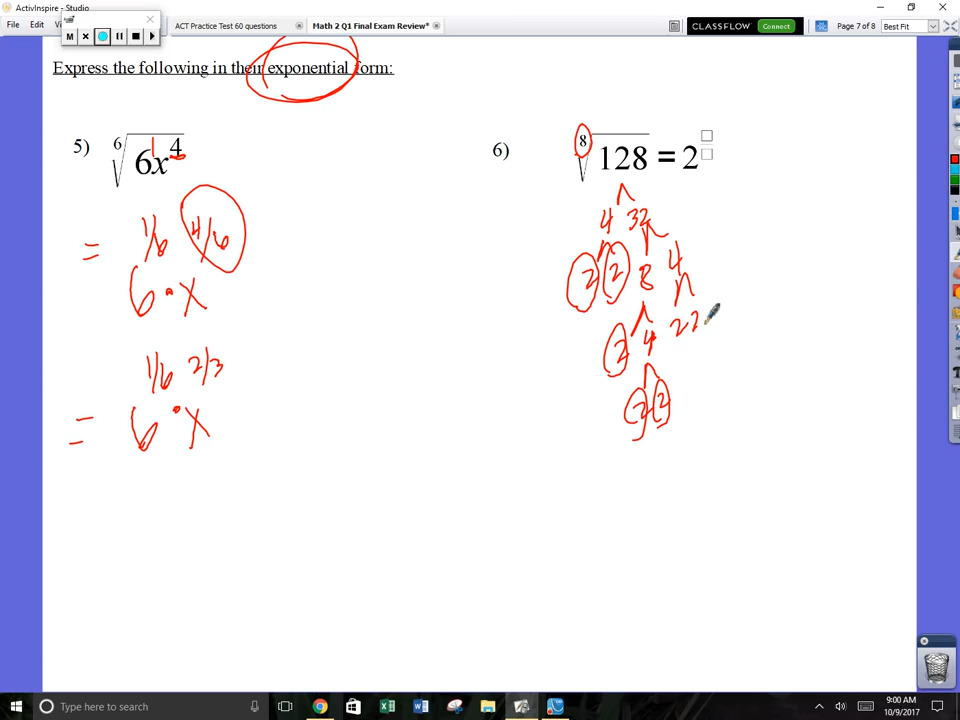 ActivInspire - Studio
File Edit
ACT Practice Test 60 questions
Math 2 Q1 Final Exam Review*
CLASSFLOW Connect
Page 7 of 8
Best Fit
M
Express the following in their exponential form:
5) ⁶√6x⁴
1
= 6^1/6 • x^4/6
= 6^1/6 • x^2/3
6) ⁸√128 = 2^□/□
4 32
2 2 8 4
2 4 2 2
2 2
Type here to search
9:00 AM
10/9/2017